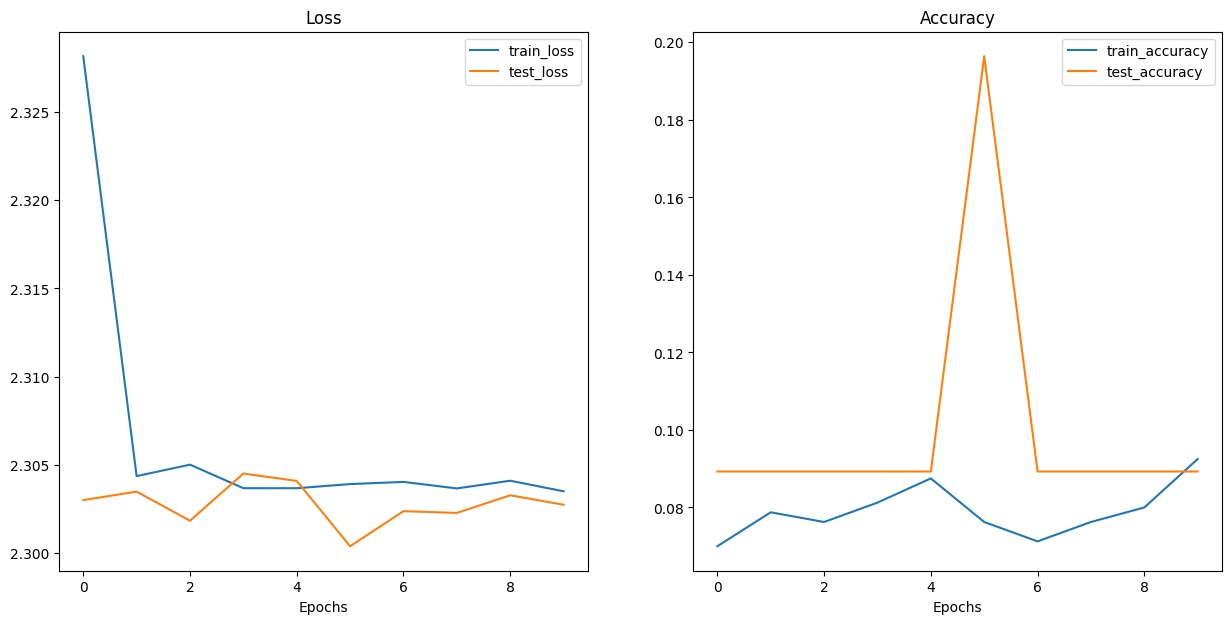 Loss
train_loss
test_loss
2.325
2.320
2.315
2.310
2.305
2.300
0 2 4 6 8
Epochs
Accuracy
train_accuracy
test_accuracy
0.20
0.18
0.16
0.14
0.12
0.10
0.08
0 2 4 6 8
Epochs